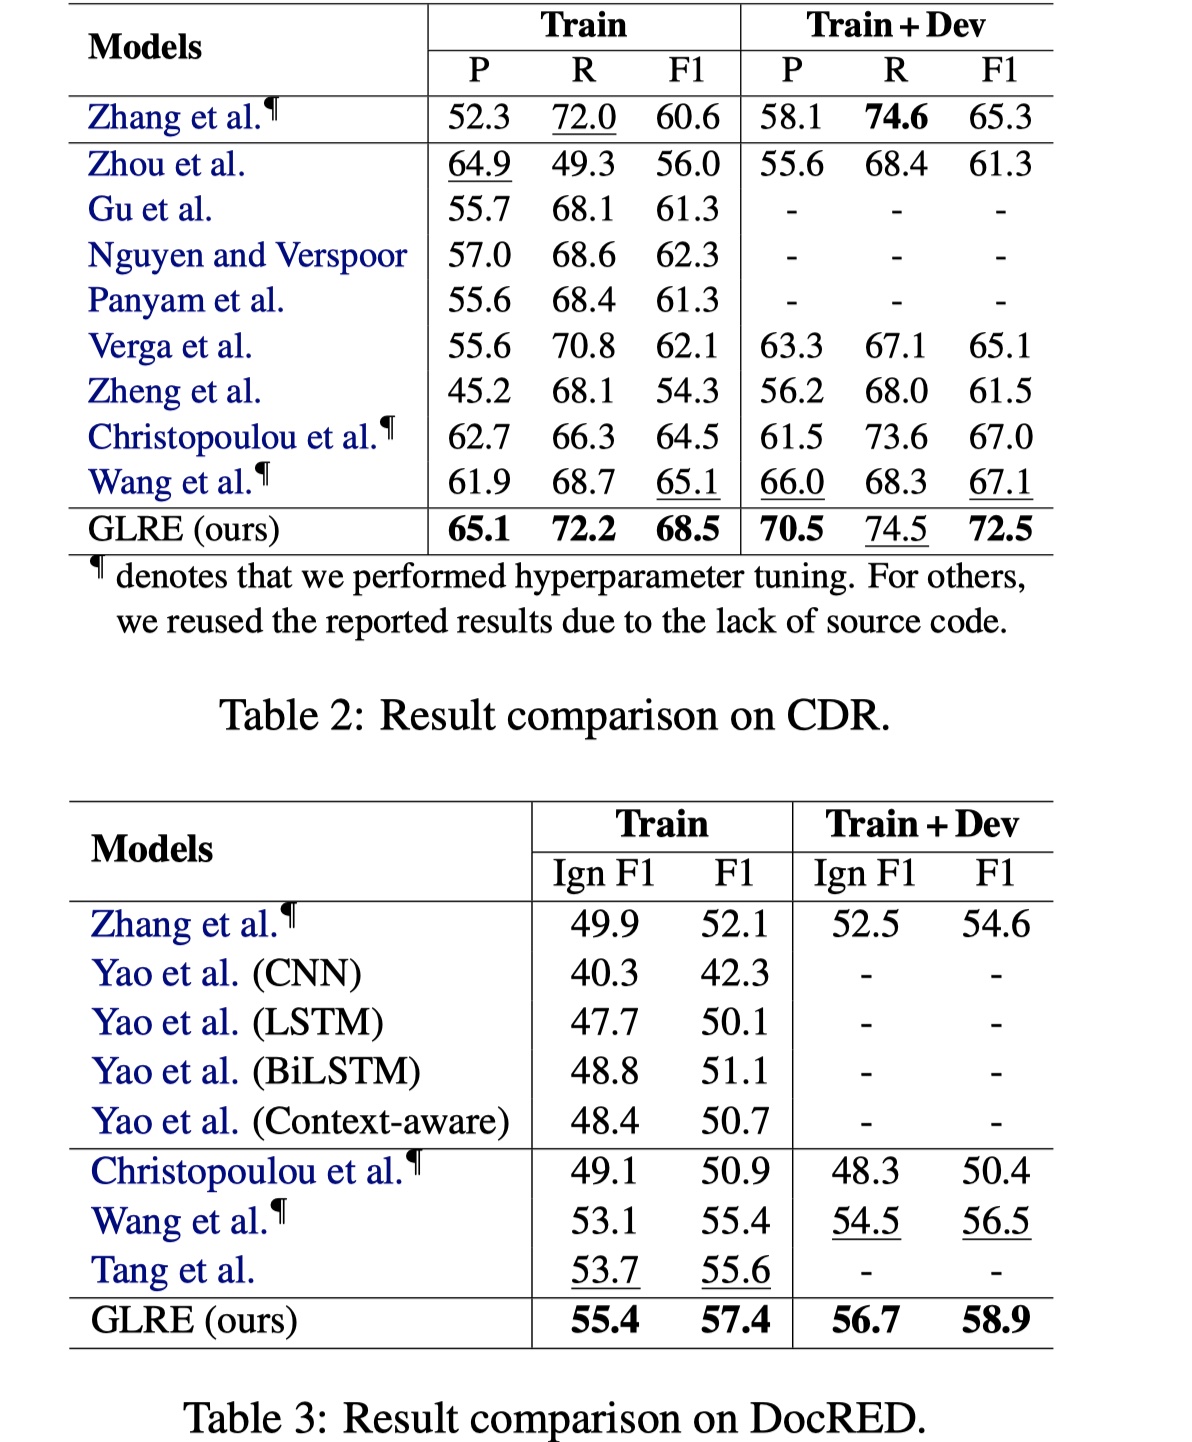 Models Train Train + Dev
P R F1 P R F1
Zhang et al.¶ 52.3 72.0 60.6 58.1 74.6 65.3
Zhou et al. 64.9 49.3 56.0 55.6 68.4 61.3
Gu et al. 55.7 68.1 61.3 - - -
Nguyen and Verspoor 57.0 68.6 62.3 - - -
Panyam et al. 55.6 68.4 61.3 - - -
Verga et al. 55.6 70.8 62.1 63.3 67.1 65.1
Zheng et al. 45.2 68.1 54.3 56.2 68.0 61.5
Christopoulou et al.¶ 62.7 66.3 64.5 61.5 73.6 67.0
Wang et al.¶ 61.9 68.7 65.1 66.0 68.3 67.1
GLRE (ours) 65.1 72.2 68.5 70.5 74.5 72.5
¶ denotes that we performed hyperparameter tuning. For others,
we reused the reported results due to the lack of source code.
Table 2: Result comparison on CDR.
Models Train Train + Dev
Ign F1 F1 Ign F1 F1
Zhang et al.¶ 49.9 52.1 52.5 54.6
Yao et al. (CNN) 40.3 42.3 - -
Yao et al. (LSTM) 47.7 50.1 - -
Yao et al. (BiLSTM) 48.8 51.1 - -
Yao et al. (Context-aware) 48.4 50.7 - -
Christopoulou et al.¶ 49.1 50.9 48.3 50.4
Wang et al.¶ 53.1 55.4 54.5 56.5
Tang et al. 53.7 55.6 - -
GLRE (ours) 55.4 57.4 56.7 58.9
Table 3: Result comparison on DocRED.